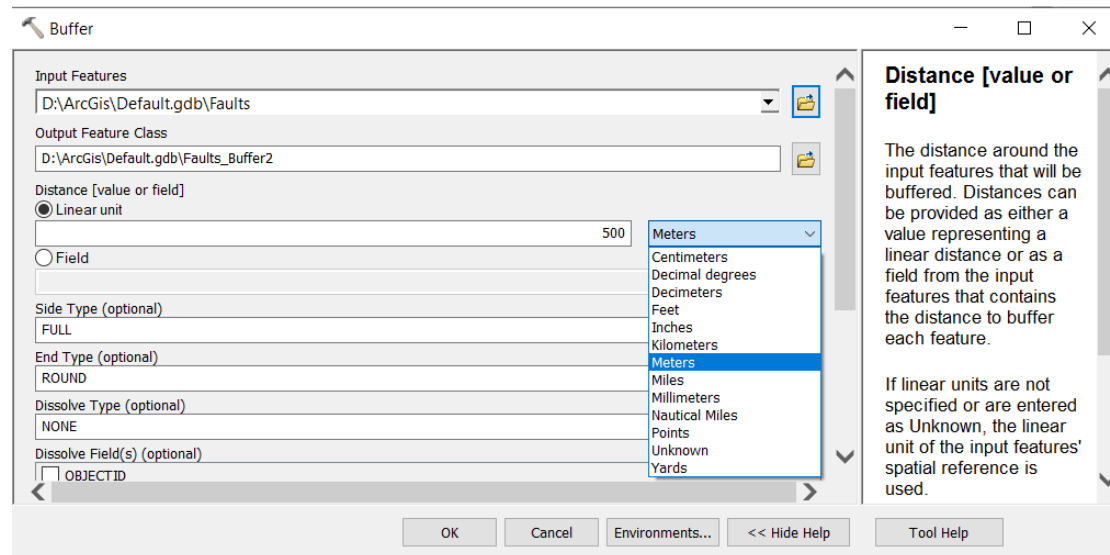 Buffer
Input Features
D:\ArcGis\Default.gdb\Faults
Output Feature Class
D:\ArcGis\Default.gdb\Faults_Buffer2
Distance [value or field]
Linear unit
500 Meters
Centimeters
Decimal degrees
Decimeters
Feet
Inches
Kilometers
Meters
Miles
Millimeters
Nautical Miles
Points
Unknown
Yards
Field
Side Type (optional)
FULL
End Type (optional)
ROUND
Dissolve Type (optional)
NONE
Dissolve Field(s) (optional)
OBJECTID
Distance [value or
field]
The distance around the
input features that will be
buffered. Distances can
be provided as either a
value representing a
linear distance or as a
field from the input
features that contains
the distance to buffer
each feature.
If linear units are not
specified or are entered
as Unknown, the linear
unit of the input features'
spatial reference is
used.
OK
Cancel
Environments...
<< Hide Help
Tool Help